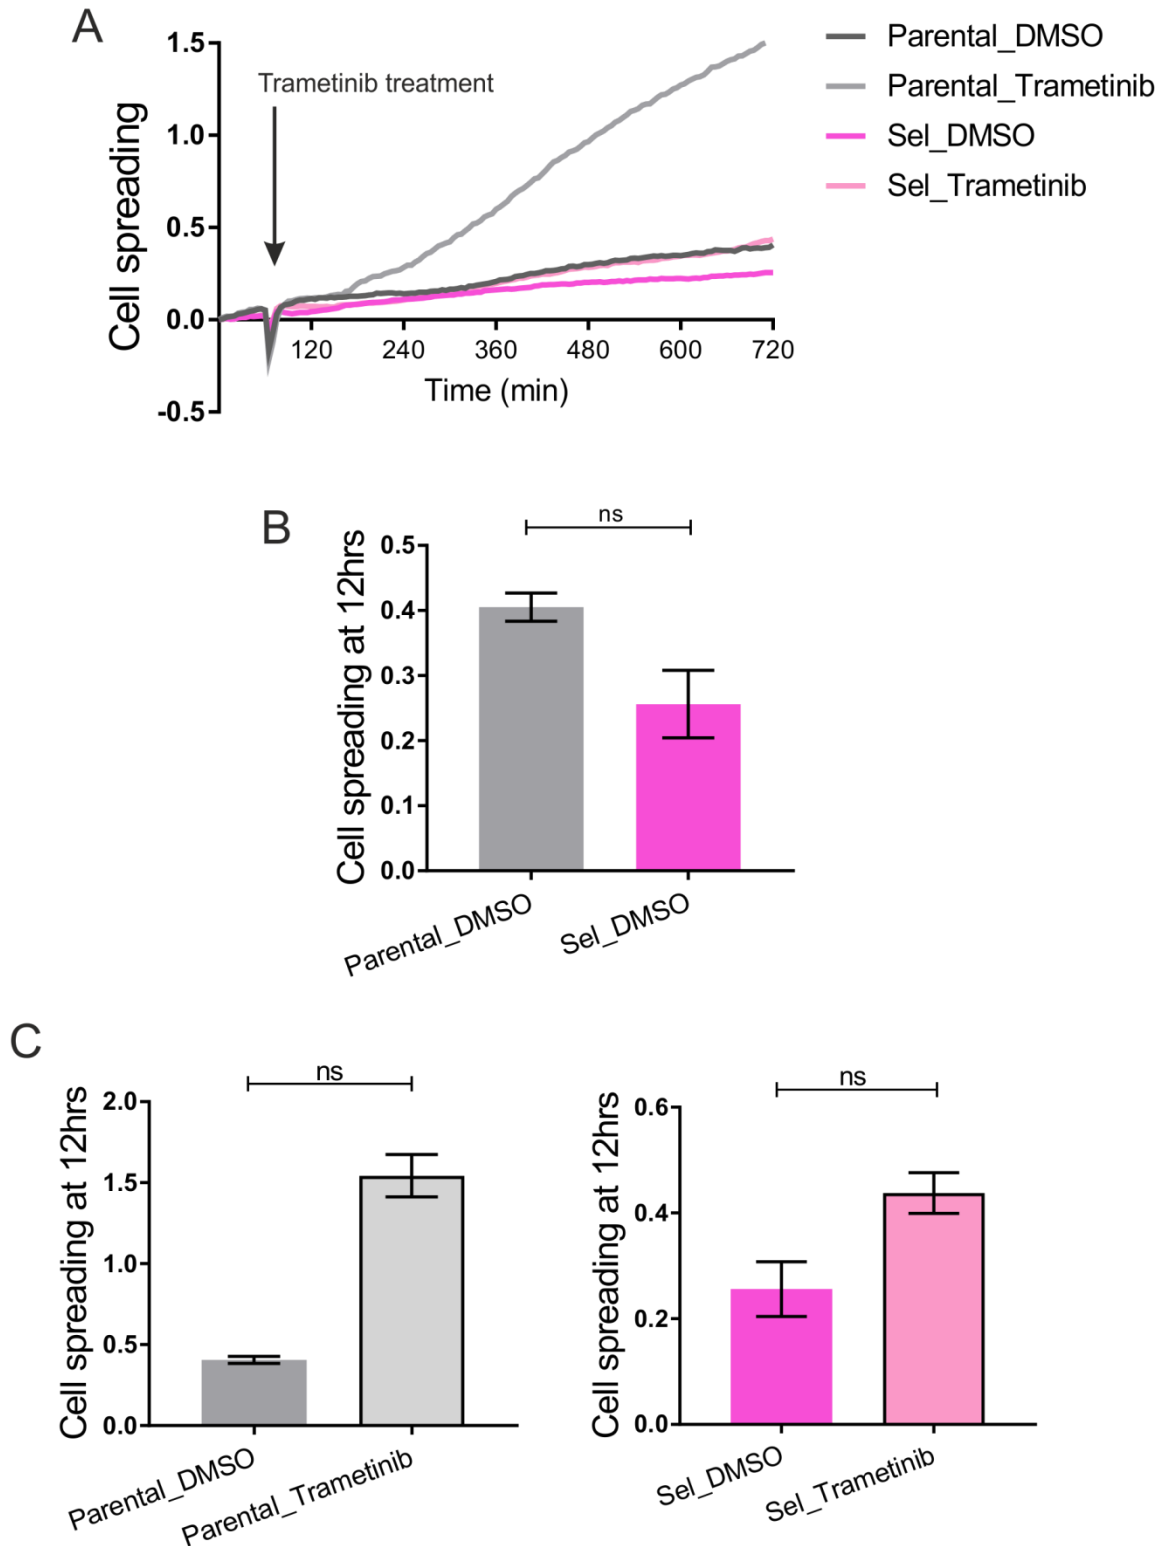 A
Trametinib treatment
Cell spreading
1.5
1.0
0.5
0.0
-0.5
120 240 360 480 600 720
Time (min)
Parental_DMSO
Parental_Trametinib
Sel_DMSO
Sel_Trametinib
B
ns
Cell spreading at 12hrs
0.5
0.4
0.3
0.2
0.1
0.0
Parental_DMSO
Sel_DMSO
C
ns
Cell spreading at 12hrs
2.0
1.5
1.0
0.5
0.0
Parental_DMSO
Parental_Trametinib
ns
Cell spreading at 12hrs
0.6
0.4
0.2
0.0
Sel_DMSO
Sel_Trametinib